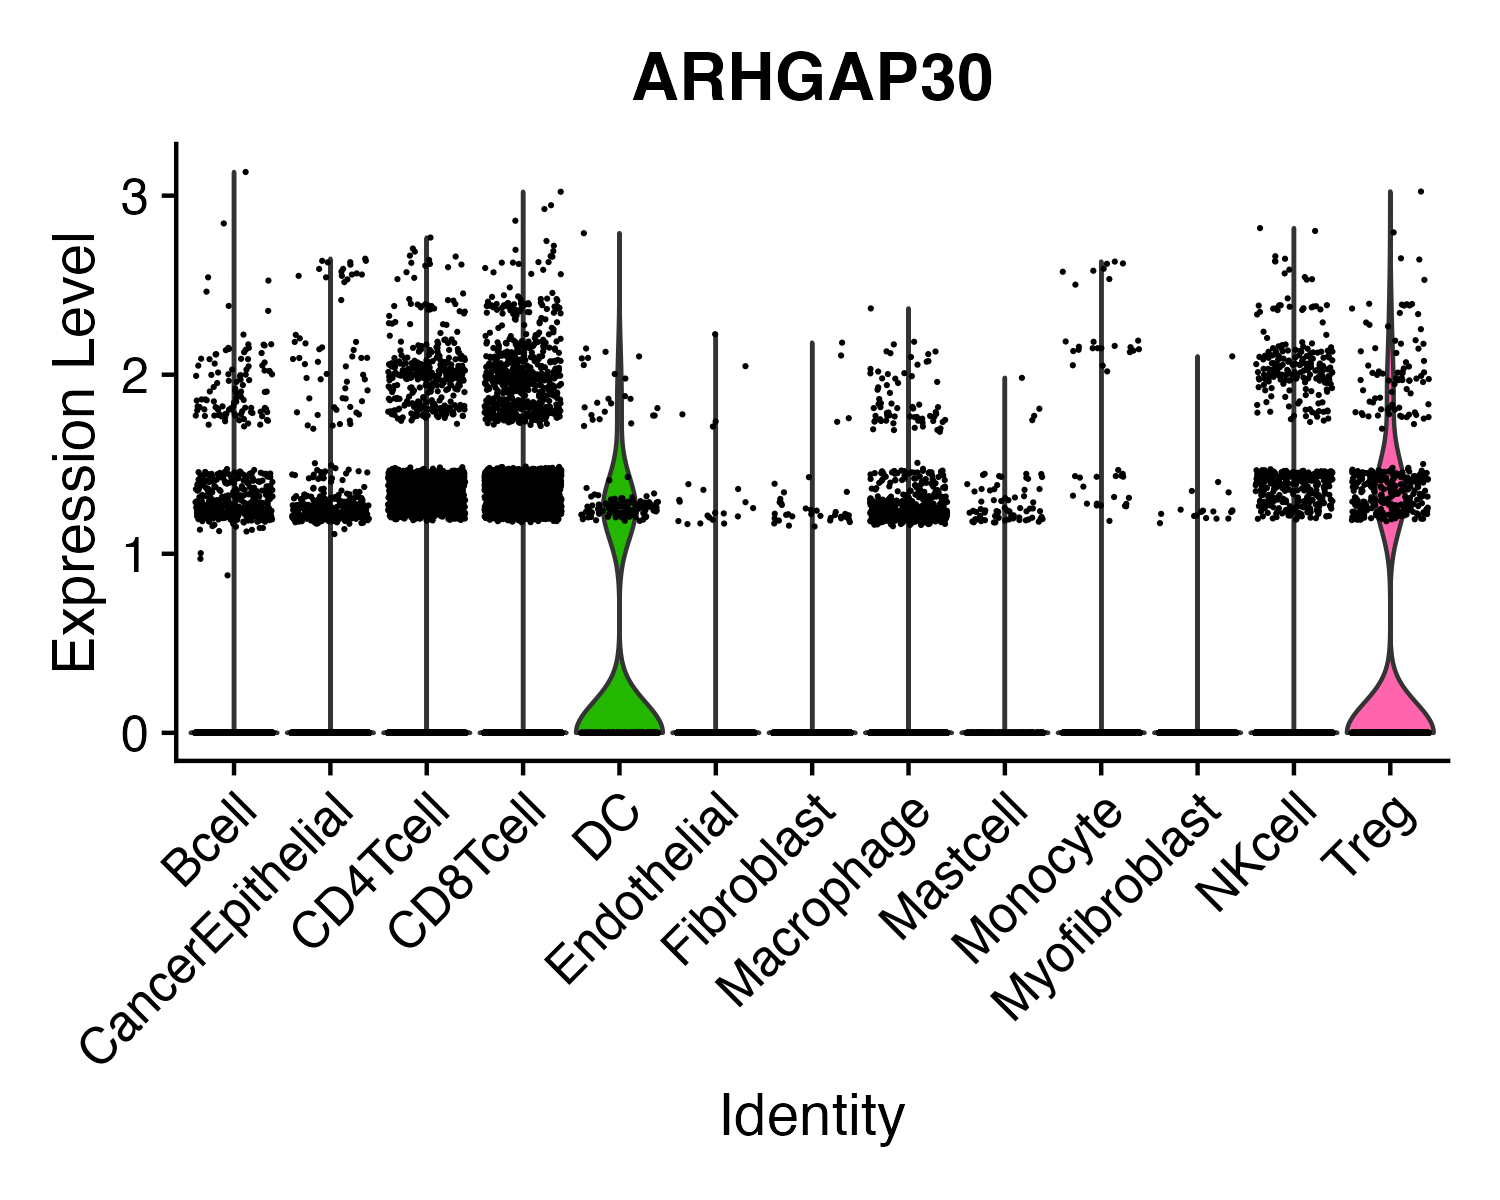 ARHGAP30
Expression Level
3
2
1
0
Bcell
CancerEpithelial
CD4Tcell
CD8Tcell
DC
Endothelial
Fibroblast
Macrophage
Mastcell
Monocyte
Myofibroblast
NKcell
Treg
Identity